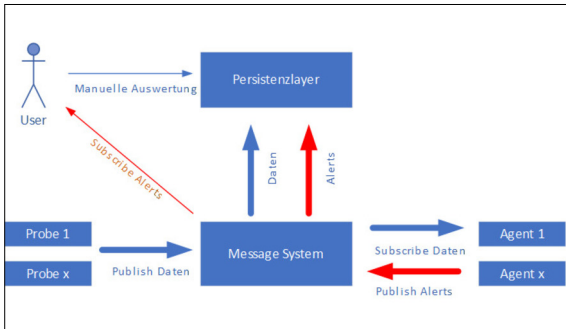 Persistenzlayer
Manuelle Auswertung
User
Subscribe Alerts
Daten
Alerts
Probe 1
Probe x
Publish Daten
Message System
Subscribe Daten
Publish Alerts
Agent 1
Agent x